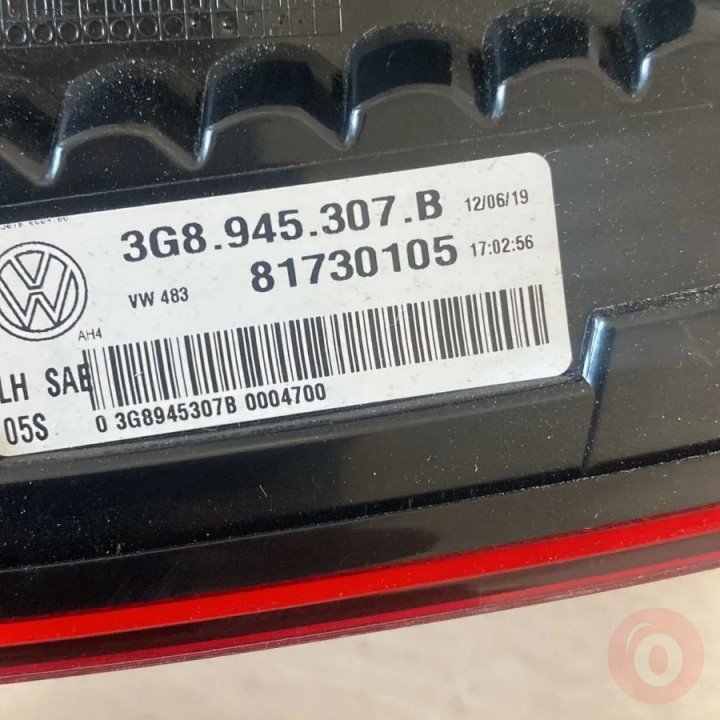 3G8.945.307.B 12/06/19
VW 483 81730105 17:02:56
AH4
LH SAE
05S
0 3G8945307B 0004700